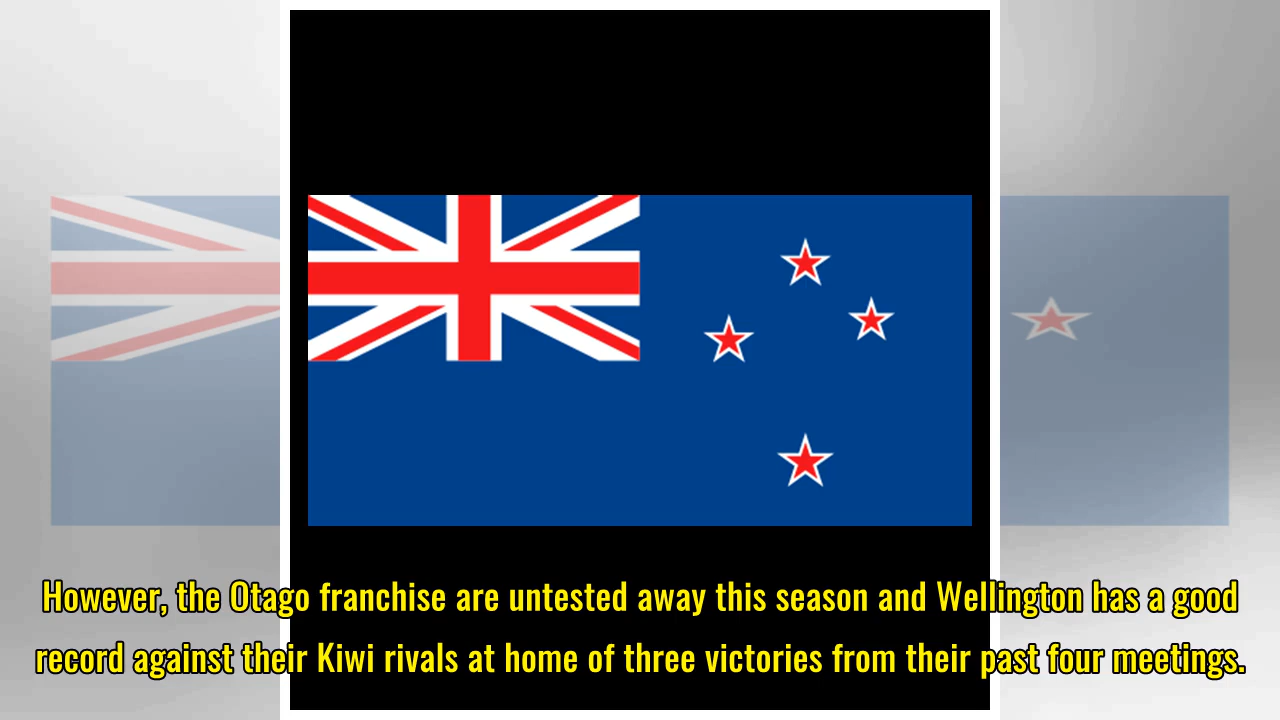 However, the Otago franchise are untested away this season and Wellington has a good
record against their Kiwi rivals at home of three victories from their past four meetings.